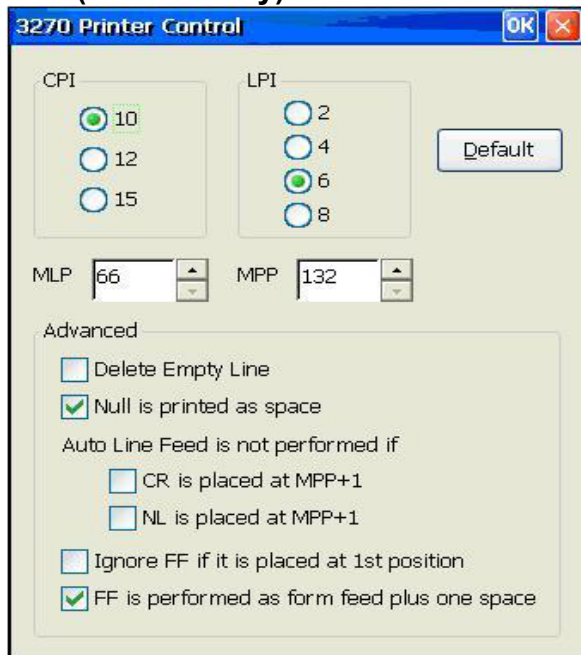 3270 Printer Control OK
CPI LPI
10 2
12 4
15 6
8
Default
MLP 66 MPP 132
Advanced
Delete Empty Line
Null is printed as space
Auto Line Feed is not performed if
CR is placed at MPP+1
NL is placed at MPP+1
Ignore FF if it is placed at 1st position
FF is performed as form feed plus one space